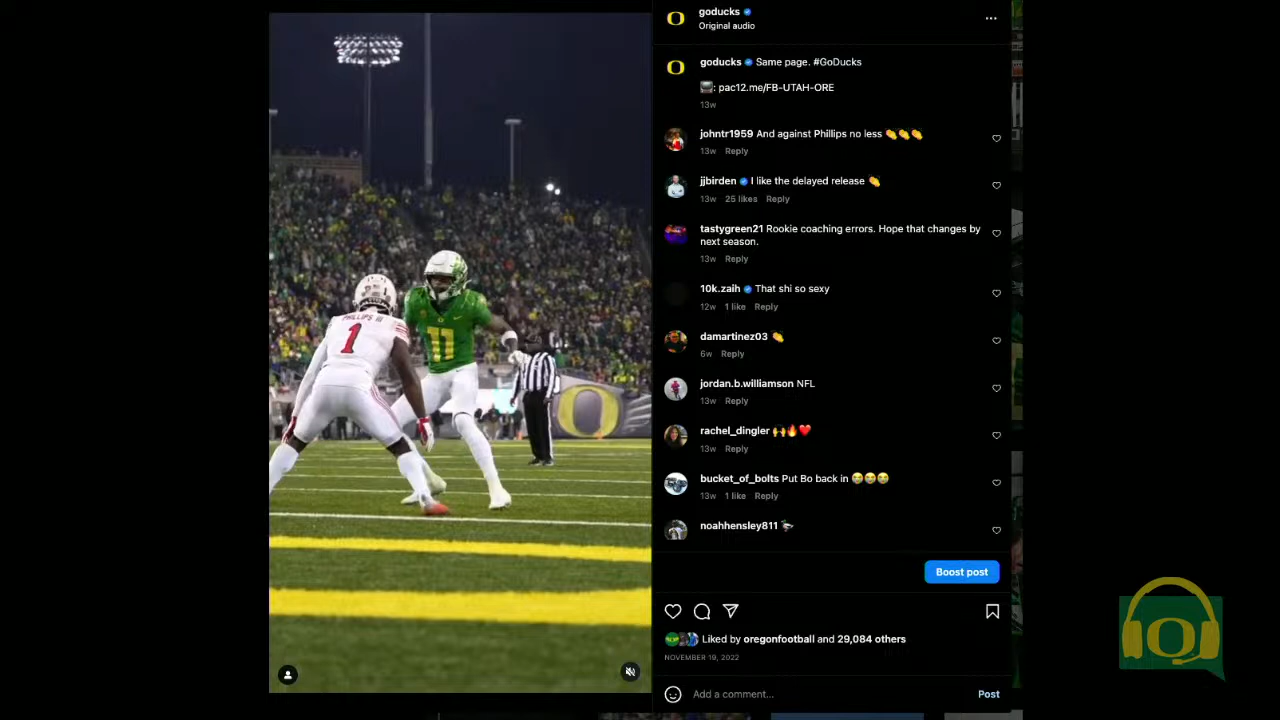 goducks
Original audio
goducks Same page. #GoDucks
📺: pac12.me/FB-UTAH-ORE
13w
johntr1959 And against Phillips no less 👏👏👏
13w Reply
jjbirden I like the delayed release 👏
13w 25 likes Reply
tastygreen21 Rookie coaching errors. Hope that changes by
next season.
13w Reply
10k.zaih That shi so sexy
12w 1 like Reply
damartinez03 👏
6w Reply
jordan.b.williamson NFL
13w Reply
rachel_dingler 🙌🔥❤️
13w Reply
bucket_of_bolts Put Bo back in 😭😭😭
13w 1 like Reply
noahhensley811 🦆
Boost post
Liked by oregonfootball and 29,084 others
NOVEMBER 19, 2022
Add a comment...
Post
PHILLIPS III
1
11
O
O